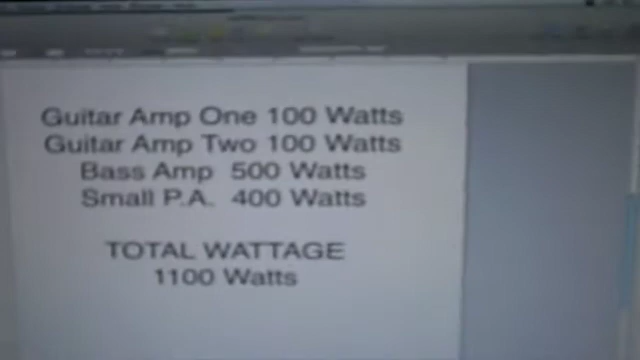 Guitar Amp One 100 Watts
Guitar Amp Two 100 Watts
Bass Amp 500 Watts
Small P.A. 400 Watts
TOTAL WATTAGE
1100 Watts